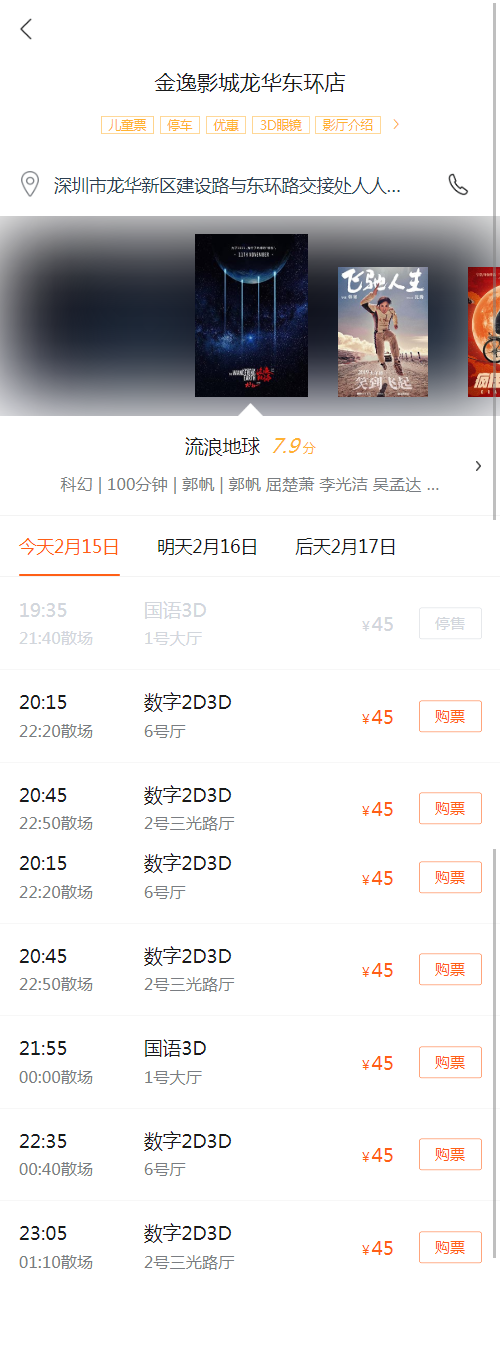 金逸影城龙华东环店
儿童票 停车 优惠 3D眼镜 影厅介绍
深圳市龙华新区建设路与东环路交接处人人...
11TH NOVEMBER
THE WANDERING EARTH
飞驰人生
笑到飞起
疯
流浪地球 7.9分
科幻 | 100分钟 | 郭帆 | 郭帆 屈楚萧 李光洁 吴孟达 ...
今天2月15日 明天2月16日 后天2月17日
19:35 国语3D ¥45 停售
21:40散场 1号大厅
20:15 数字2D3D ¥45 购票
22:20散场 6号厅
20:45 数字2D3D ¥45 购票
22:50散场 2号三光路厅
20:15 数字2D3D ¥45 购票
22:20散场 6号厅
20:45 数字2D3D ¥45 购票
22:50散场 2号三光路厅
21:55 国语3D ¥45 购票
00:00散场 1号大厅
22:35 数字2D3D ¥45 购票
00:40散场 6号厅
23:05 数字2D3D ¥45 购票
01:10散场 2号三光路厅